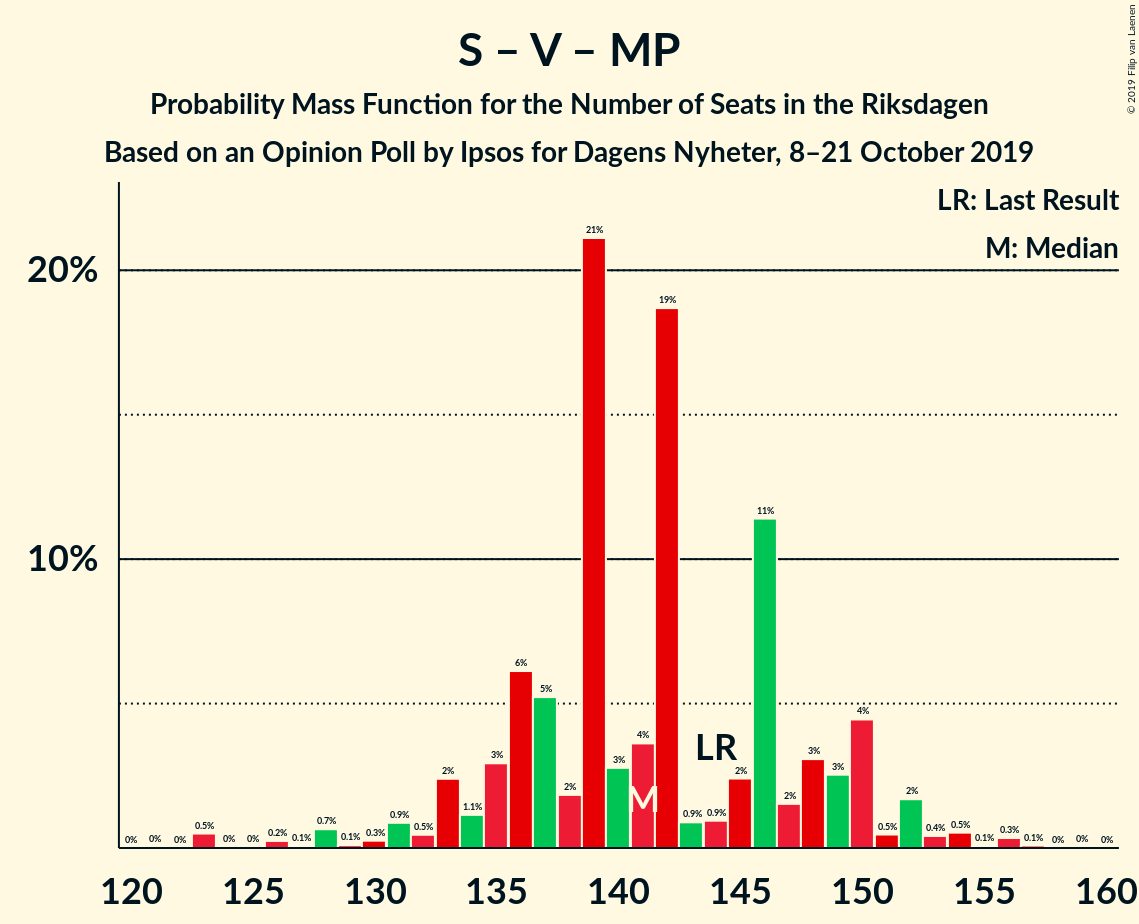 S – V – MP
Probability Mass Function for the Number of Seats in the Riksdagen
Based on an Opinion Poll by Ipsos for Dagens Nyheter, 8–21 October 2019
© 2019 Filip van Laenen
LR: Last Result
M: Median
20%
10%
0% 0% 0% 0.5% 0% 0% 0.2% 0.1% 0.7% 0.1% 0.3% 0.9% 0.5% 2% 1.1% 3% 6% 5% 2% 21% 3% 4% 19% 0.9% 0.9% 2% 11% 2% 3% 3% 4% 0.5% 2% 0.4% 0.5% 0.1% 0.3% 0.1% 0% 0% 0%
LR
M
120 125 130 135 140 145 150 155 160